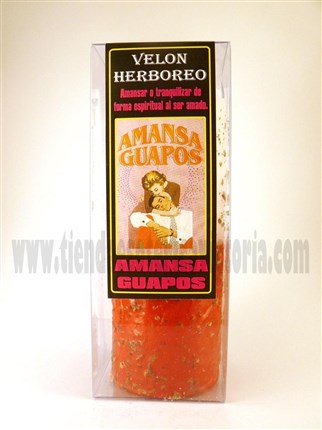 VELON
HERBOREO
Amansar o tranquilizar de
forma espiritual al ser amado.
AMANSA
GUAPOS
AMANSA
GUAPOS